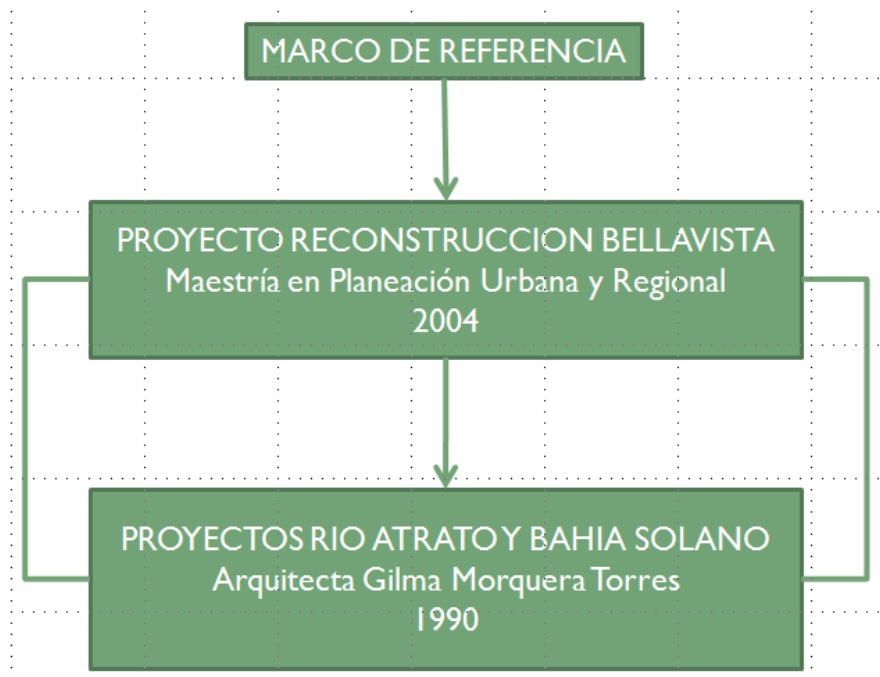 MARCO DE REFERENCIA
PROYECTO RECONSTRUCCION BELLAVISTA
Maestría en Planeación Urbana y Regional
2004
PROYECTOS RIO ATRATO Y BAHIA SOLANO
Arquitecta Gilma Morquera Torres
1990